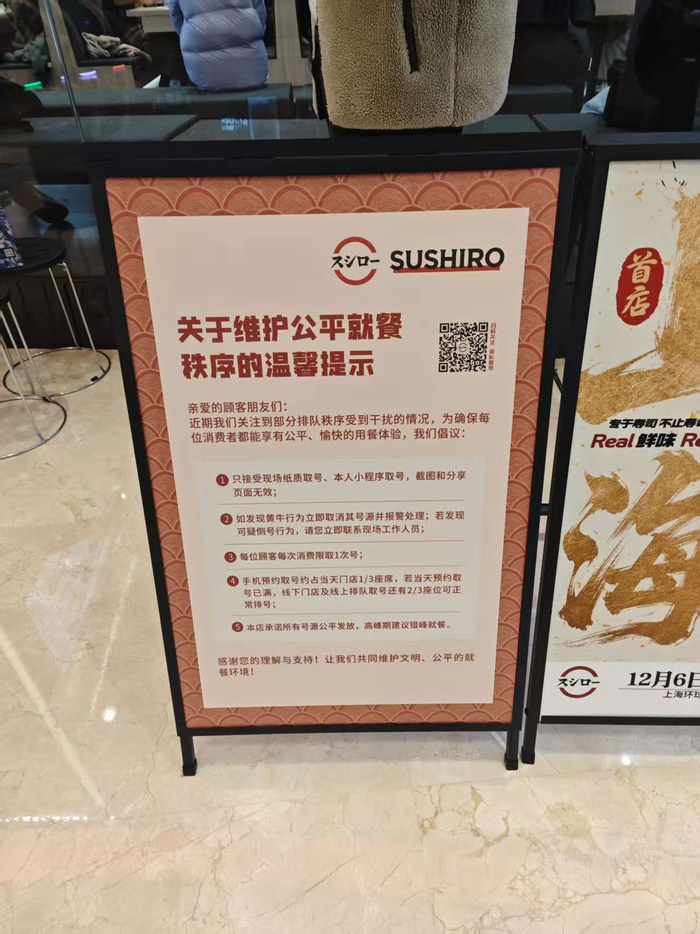 スシロー SUSHIRO
关于维护公平就餐
秩序的温馨提示
亲爱的顾客朋友们：
近期我们关注到部分排队秩序受到干扰的情况，为确保每
位消费者都能享有公平、愉快的用餐体验，我们倡议：
1 只接受现场纸质取号、本人小程序取号，截图和分享
页面无效；
2 如发现黄牛行为立即取消其号源并报警处理；若发现
可疑倒号行为，请您立即联系现场工作人员；
3 每位顾客每次消费限取1次号；
4 手机预约取号约占当天门店1/3座席，若当天预约取
号已满，线下门店及线上排队取号还有2/3座位可正
常排号；
5 本店承诺所有号源公平发放，高峰期建议错峰就餐。
感谢您的理解与支持！让我们共同维护文明、公平的就
餐环境！
首店
专于寿司 不止寿
Real 鲜味 Re
海
スシロー
12月6日
上海环球